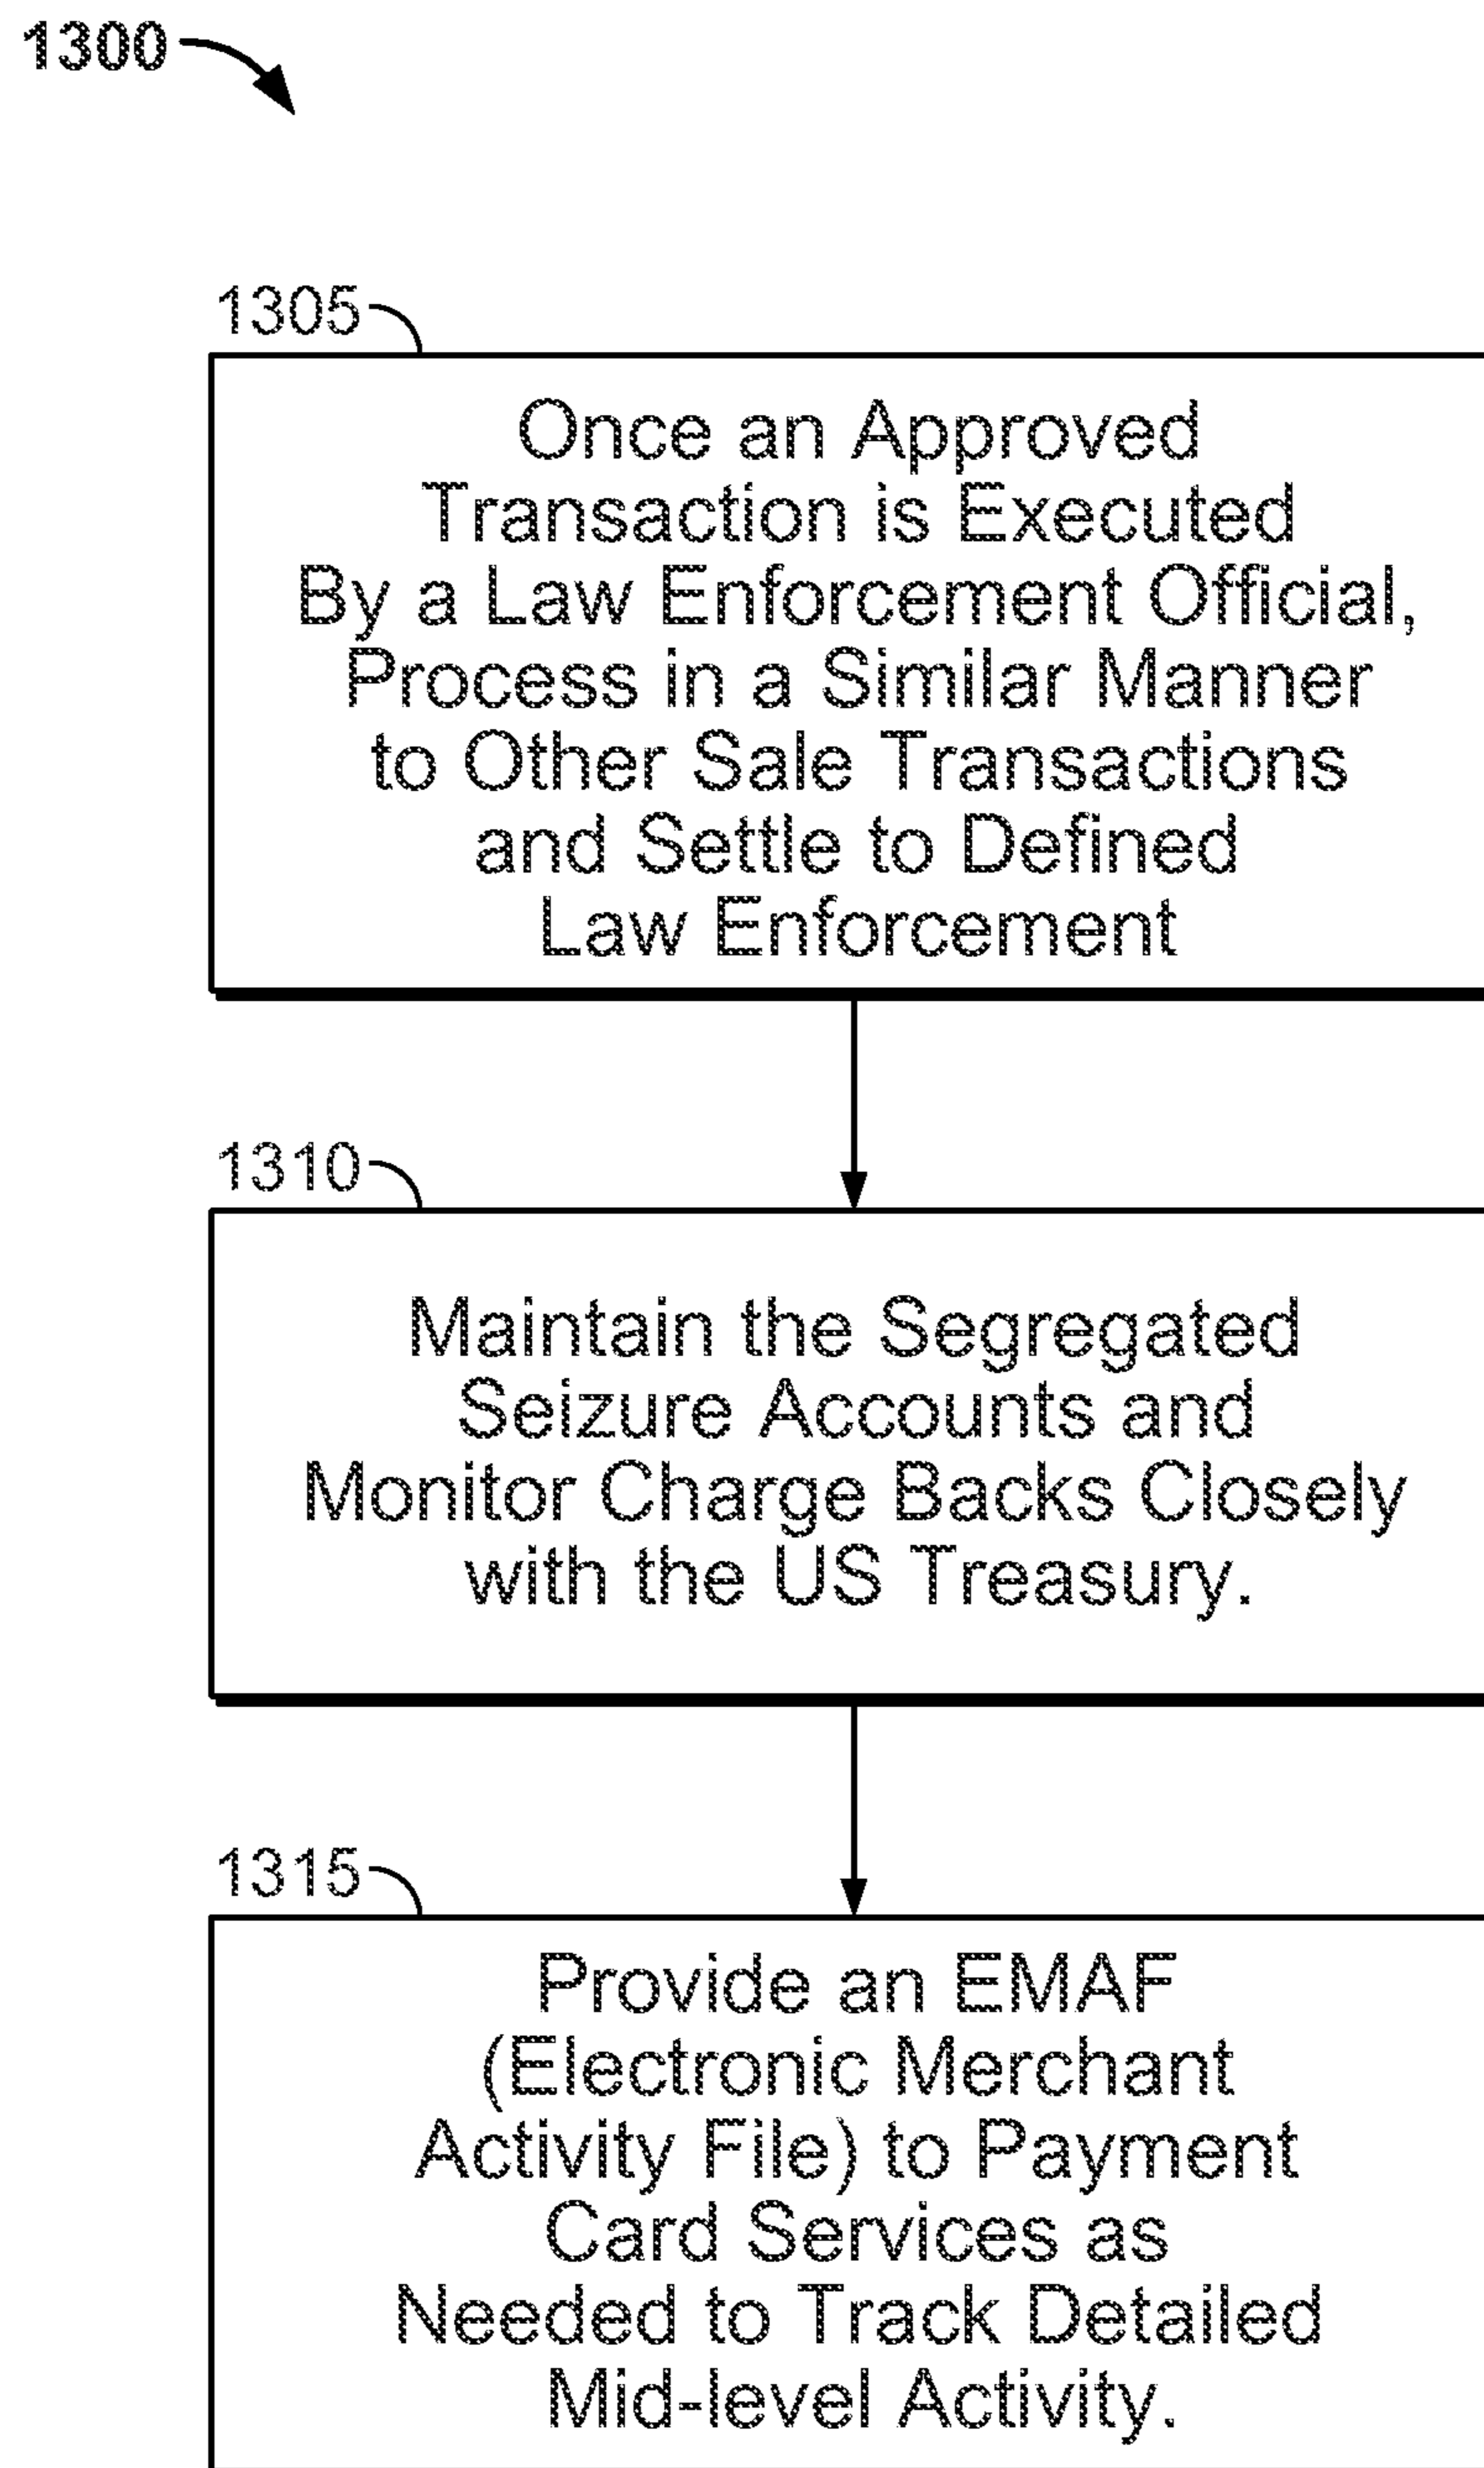 1300
1305
Once an Approved
Transaction is Executed
By a Law Enforcement Official,
Process in a Similar Manner
to Other Sale Transactions
and Settle to Defined
Law Enforcement
1310
Maintain the Segregated
Seizure Accounts and
Monitor Charge Backs Closely
with the US Treasury.
1315
Provide an EMAF
(Electronic Merchant
Activity File) to Payment
Card Services as
Needed to Track Detailed
Mid-level Activity.